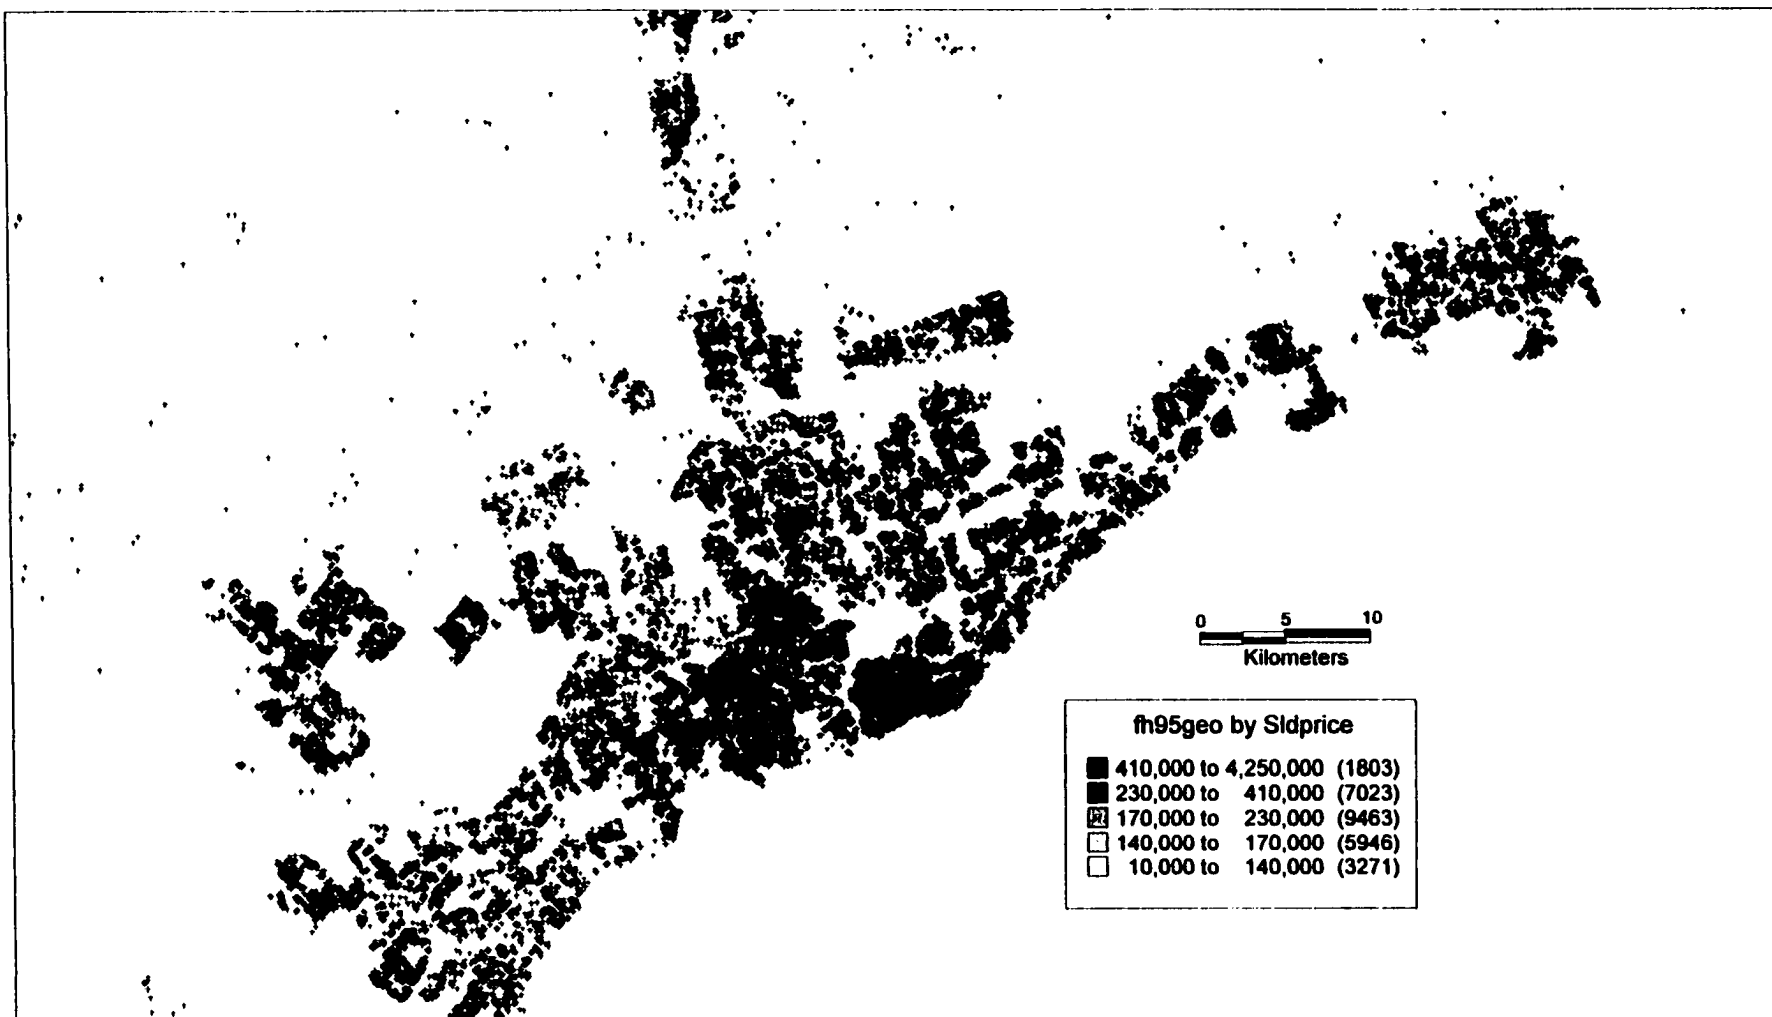 0 5 10
Kilometers
fh95geo by Sldprice
410,000 to 4,250,000 (1803)
230,000 to 410,000 (7023)
170,000 to 230,000 (9463)
140,000 to 170,000 (5946)
10,000 to 140,000 (3271)